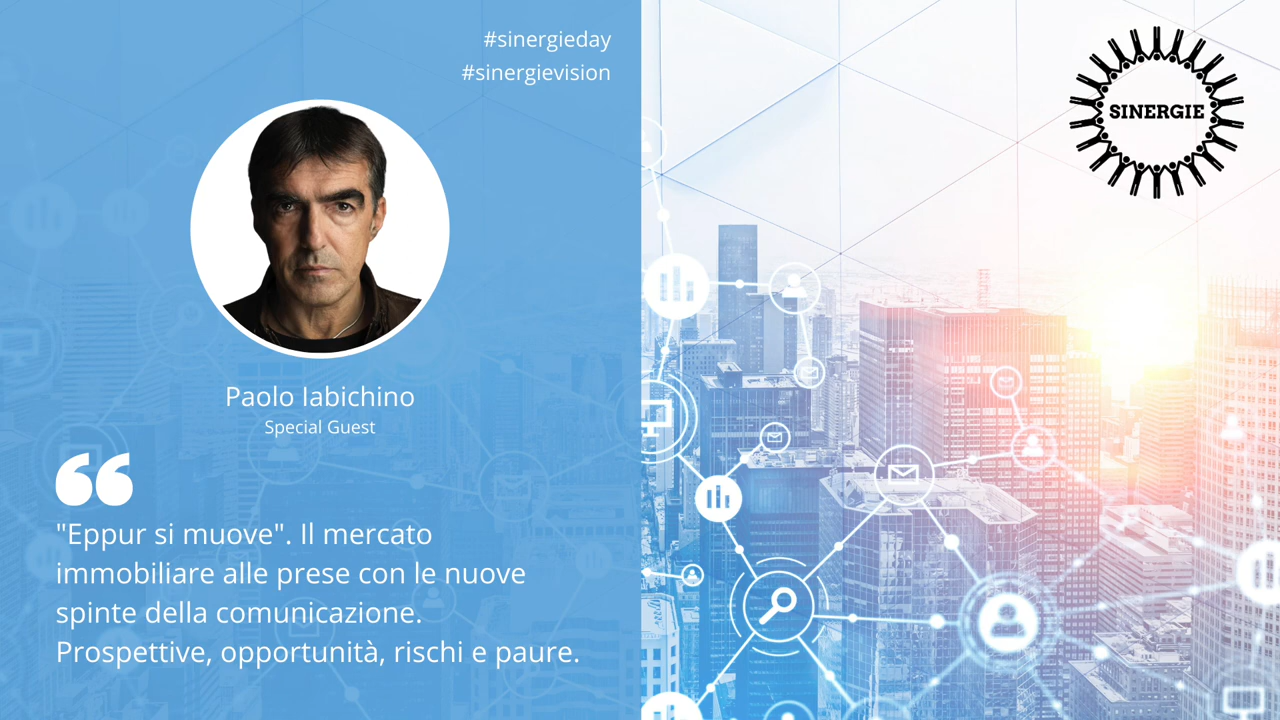 #sinergieday
#sinergievision
SINERGIE
Paolo Iabichino
Special Guest
"Eppur si muove". Il mercato
immobiliare alle prese con le nuove
spinte della comunicazione.
Prospettive, opportunità, rischi e paure.